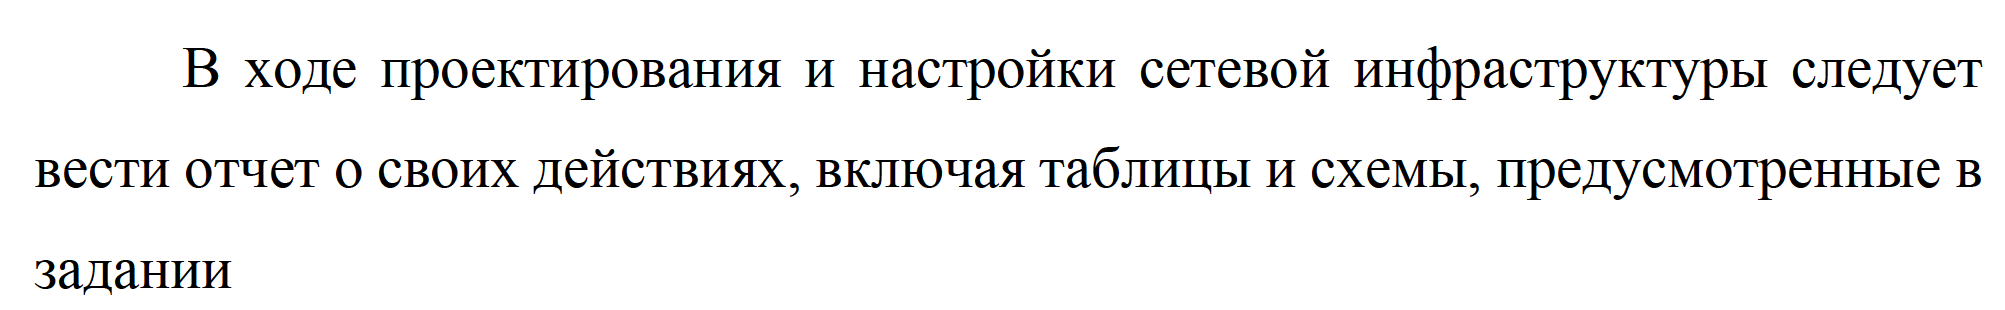 В ходе проектирования и настройки сетевой инфраструктуры следует
вести отчет о своих действиях, включая таблицы и схемы, предусмотренные в
задании